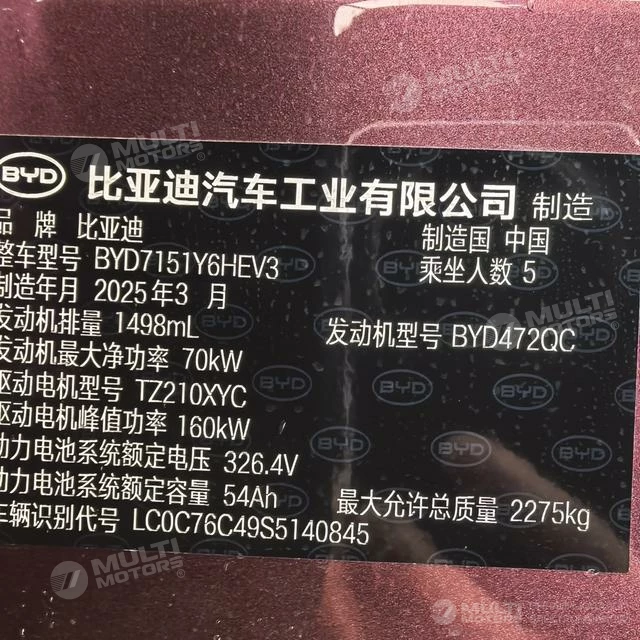 BYD 比亚迪汽车工业有限公司 制造
品 牌 比亚迪 制造国 中国
整车型号 BYD7151Y6HEV3 乘坐人数 5
制造年月 2025年3 月
发动机排量 1498mL 发动机型号 BYD472QC
发动机最大净功率 70kW
驱动电机型号 TZ210XYC
驱动电机峰值功率 160kW
动力电池系统额定电压 326.4V
动力电池系统额定容量 54Ah 最大允许总质量 2275kg
车辆识别代号 LC0C76C49S5140845
MULTI MOTORS